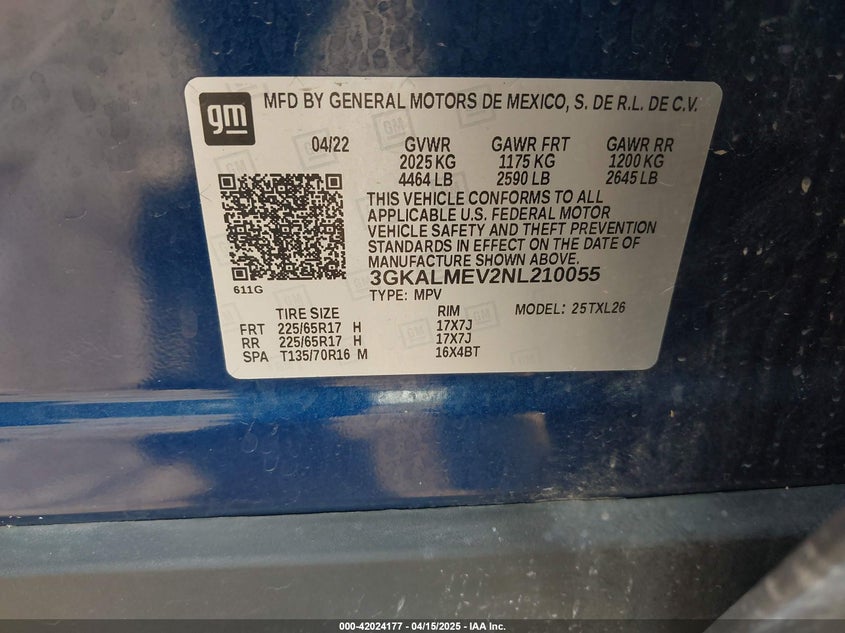 gm MFD BY GENERAL MOTORS DE MEXICO, S. DE R.L. DE C.V.
04/22 GVWR GAWR FRT GAWR RR
2025 KG 1175 KG 1200 KG
4464 LB 2590 LB 2645 LB
THIS VEHICLE CONFORMS TO ALL
APPLICABLE U.S. FEDERAL MOTOR
VEHICLE SAFETY AND THEFT PREVENTION
STANDARDS IN EFFECT ON THE DATE OF
MANUFACTURE SHOWN ABOVE.
3GKALMEV2NL210055
611G TYPE: MPV
TIRE SIZE RIM MODEL: 25TXL26
FRT 225/65R17 H 17X7J
RR 225/65R17 H 17X7J
SPA T135/70R16 M 16X4BT
000-42024177 - 04/15/2025 - IAA Inc.